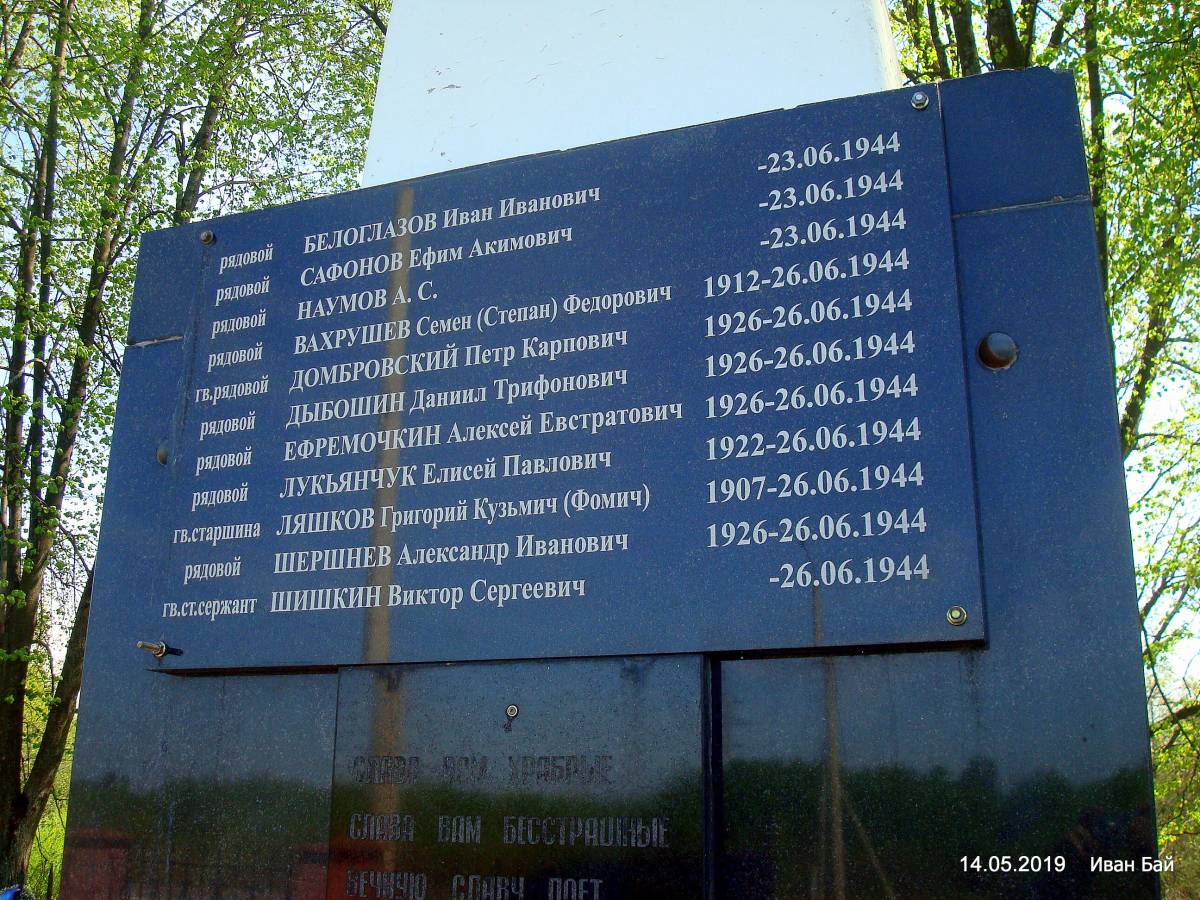 рядовой БЕЛОГЛАЗОВ Иван Иванович -23.06.1944
рядовой САФОНОВ Ефим Акимович -23.06.1944
рядовой НАУМОВ А. С. -23.06.1944
рядовой ВАХРУШЕВ Семен (Степан) Федорович 1912-26.06.1944
гв.рядовой ДОМБРОВСКИЙ Петр Карпович 1926-26.06.1944
рядовой ДЫБОШИН Даниил Трифонович 1926-26.06.1944
рядовой ЕФРЕМОЧКИН Алексей Евстратович 1926-26.06.1944
рядовой ЛУКЬЯНЧУК Елисей Павлович 1922-26.06.1944
гв.старшина ЛЯШКОВ Григорий Кузьмич (Фомич) 1907-26.06.1944
рядовой ШЕРШНЕВ Александр Иванович 1926-26.06.1944
гв.ст.сержант ШИШКИН Виктор Сергеевич -26.06.1944
СЛАВА ВАМ ХРАБРЫЕ
СЛАВА ВАМ БЕССТРАШНЫЕ
ВЕЧНУЮ СЛАВУ ПОЕТ
14.05.2019 Иван Бай